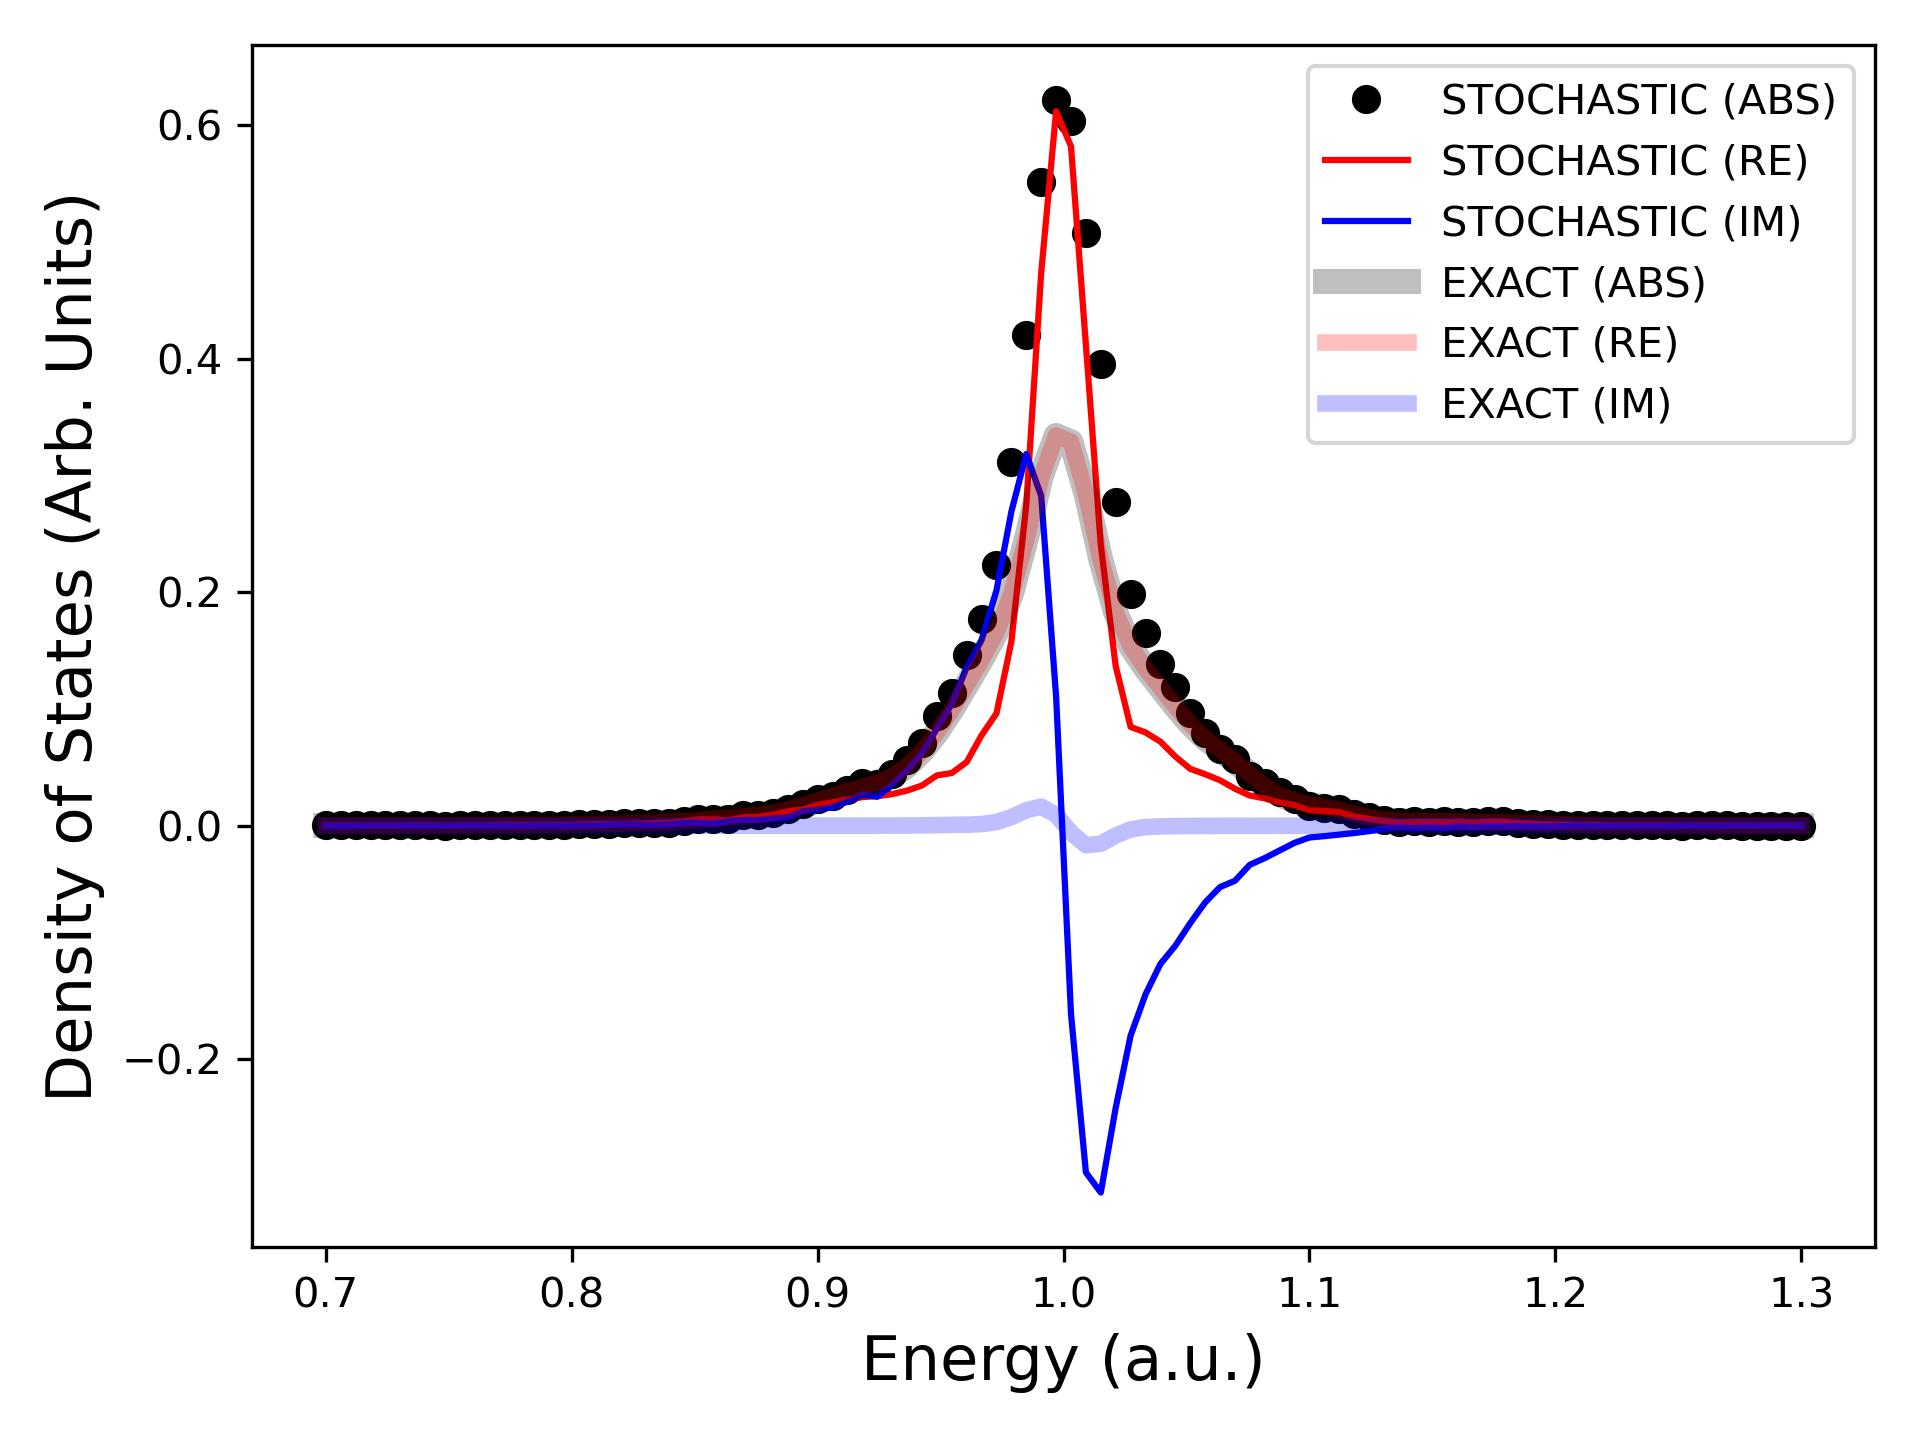 STOCHASTIC (ABS)
STOCHASTIC (RE)
STOCHASTIC (IM)
EXACT (ABS)
EXACT (RE)
EXACT (IM)
Density of States (Arb. Units)
0.6
0.4
0.2
0.0
−0.2
0.7 0.8 0.9 1.0 1.1 1.2 1.3
Energy (a.u.)